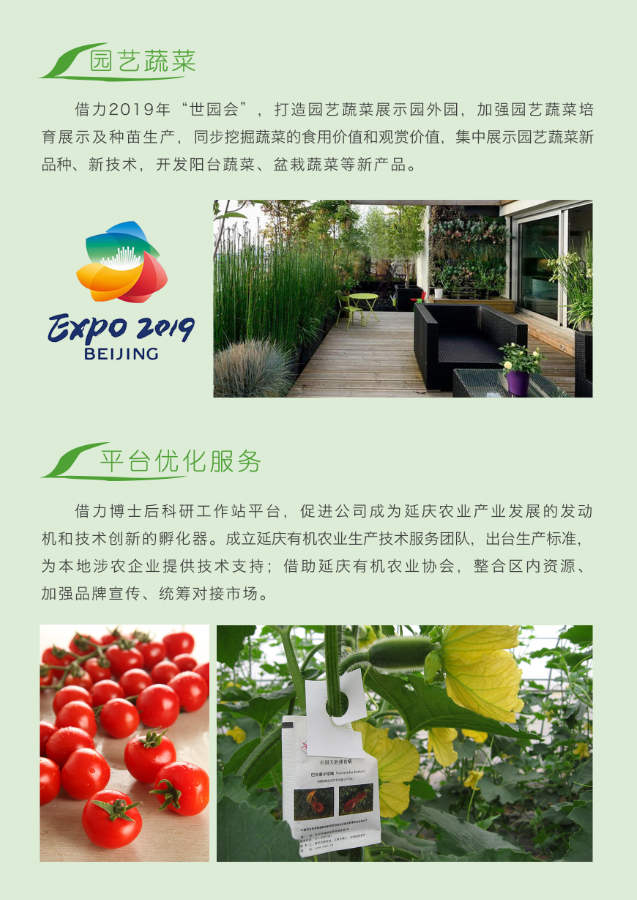 园艺蔬菜
借力2019年“世园会”，打造园艺蔬菜展示园外园，加强园艺蔬菜培
育展示及种苗生产，同步挖掘蔬菜的食用价值和观赏价值，集中展示园艺蔬菜新
品种、新技术，开发阳台蔬菜、盆栽蔬菜等新产品。
EXPO 2019
BEIJING
平台优化服务
借力博士后科研工作站平台，促进公司成为延庆农业产业发展的发动
机和技术创新的孵化器。成立延庆有机农业生产技术服务团队，出台生产标准，
为本地涉农企业提供技术支持；借助延庆有机农业协会，整合区内资源、
加强品牌宣传、统筹对接市场。